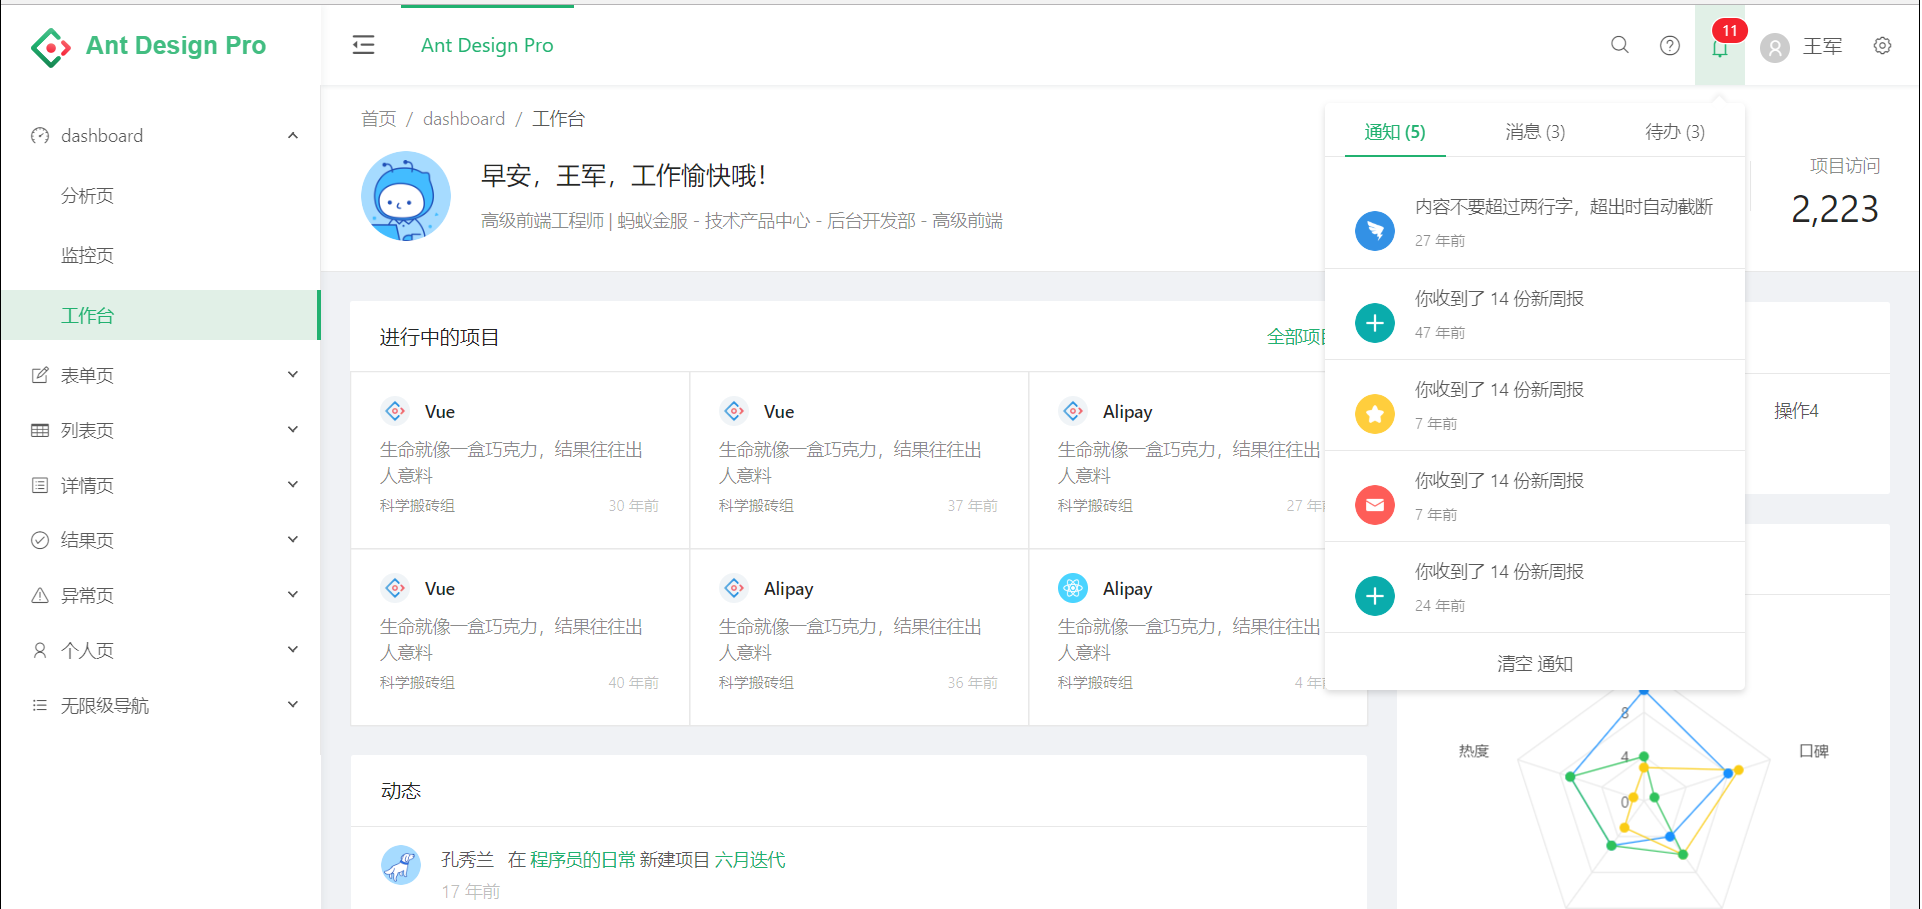 Ant Design Pro
Ant Design Pro
11
王军
dashboard
分析页
监控页
工作台
表单页
列表页
详情页
结果页
异常页
个人页
无限级导航
首页 / dashboard / 工作台
早安，王军，工作愉快哦！
高级前端工程师 | 蚂蚁金服 - 技术产品中心 - 后台开发部 - 高级前端
项目访问
2,223
通知 (5)
消息 (3)
待办 (3)
内容不要超过两行字，超出时自动截断
27 年前
你收到了 14 份新周报
47 年前
你收到了 14 份新周报
7 年前
你收到了 14 份新周报
7 年前
你收到了 14 份新周报
24 年前
清空 通知
进行中的项目
全部项
Vue
生命就像一盒巧克力，结果往往出
人意料
科学搬砖组
30 年前
Vue
生命就像一盒巧克力，结果往往出
人意料
科学搬砖组
37 年前
Alipay
生命就像一盒巧克力，结果往往出
人意料
科学搬砖组
27 年
Vue
生命就像一盒巧克力，结果往往出
人意料
科学搬砖组
40 年前
Alipay
生命就像一盒巧克力，结果往往出
人意料
科学搬砖组
36 年前
Alipay
生命就像一盒巧克力，结果往往出
人意料
科学搬砖组
4 年
操作4
动态
孔秀兰 在 程序员的日常 新建项目 六月迭代
17 年前
热度
口碑
8
4
0